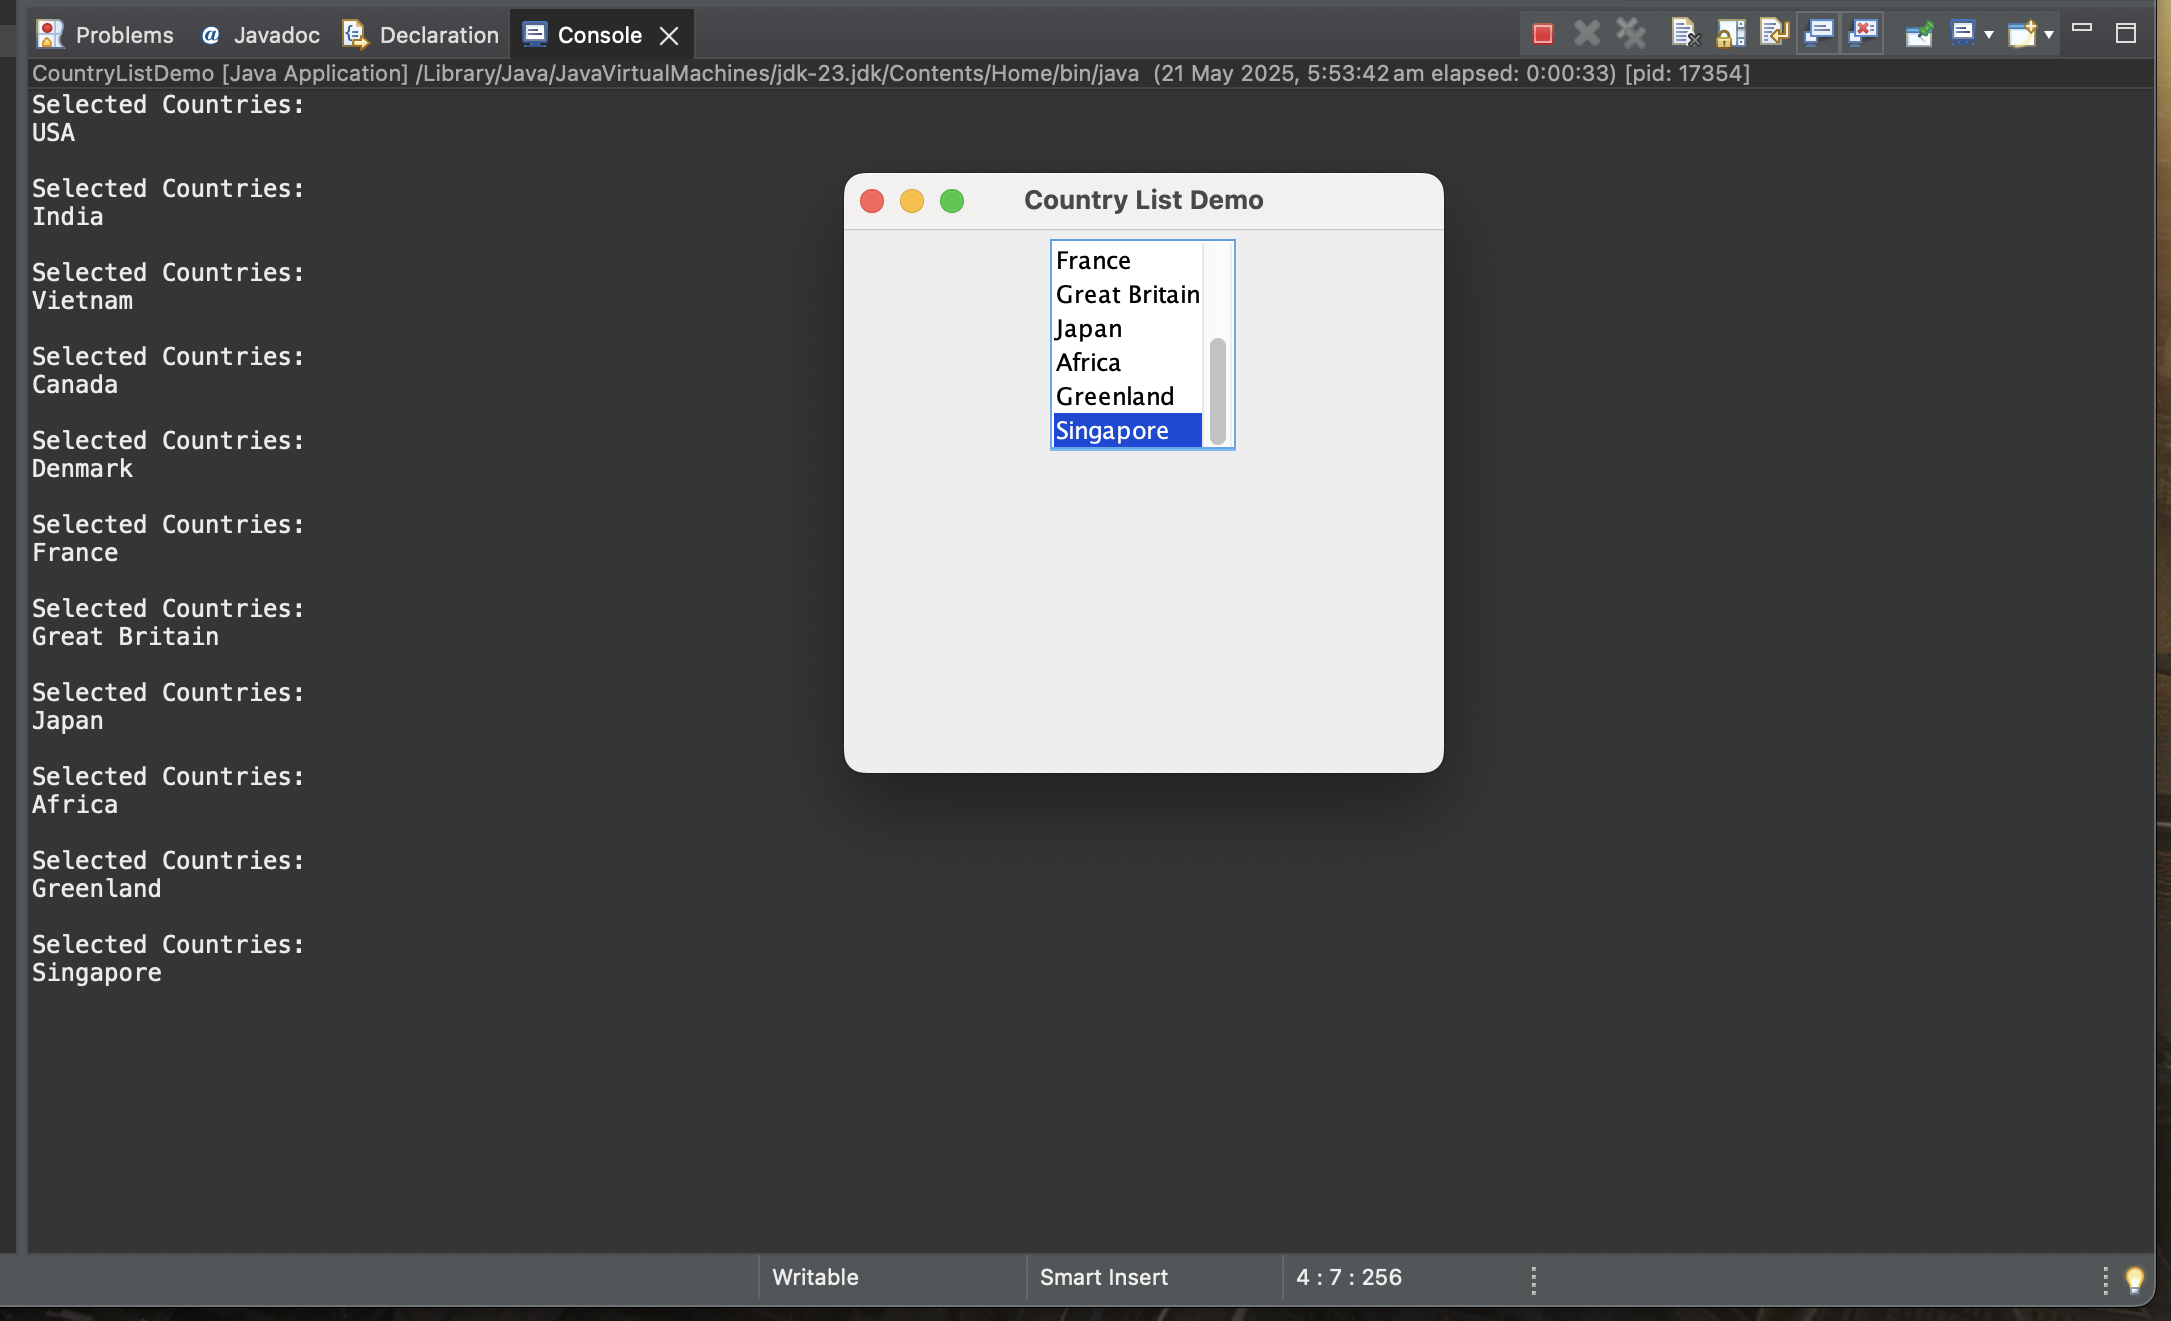 Problems
Javadoc
Declaration
Console
CountryListDemo [Java Application] /Library/Java/JavaVirtualMachines/jdk-23.jdk/Contents/Home/bin/java (21 May 2025, 5:53:42 am elapsed: 0:00:33) [pid: 17354]
Selected Countries:
USA
Selected Countries:
India
Selected Countries:
Vietnam
Selected Countries:
Canada
Selected Countries:
Denmark
Selected Countries:
France
Selected Countries:
Great Britain
Selected Countries:
Japan
Selected Countries:
Africa
Selected Countries:
Greenland
Selected Countries:
Singapore
Country List Demo
France
Great Britain
Japan
Africa
Greenland
Singapore
Writable
Smart Insert
4 : 7 : 256